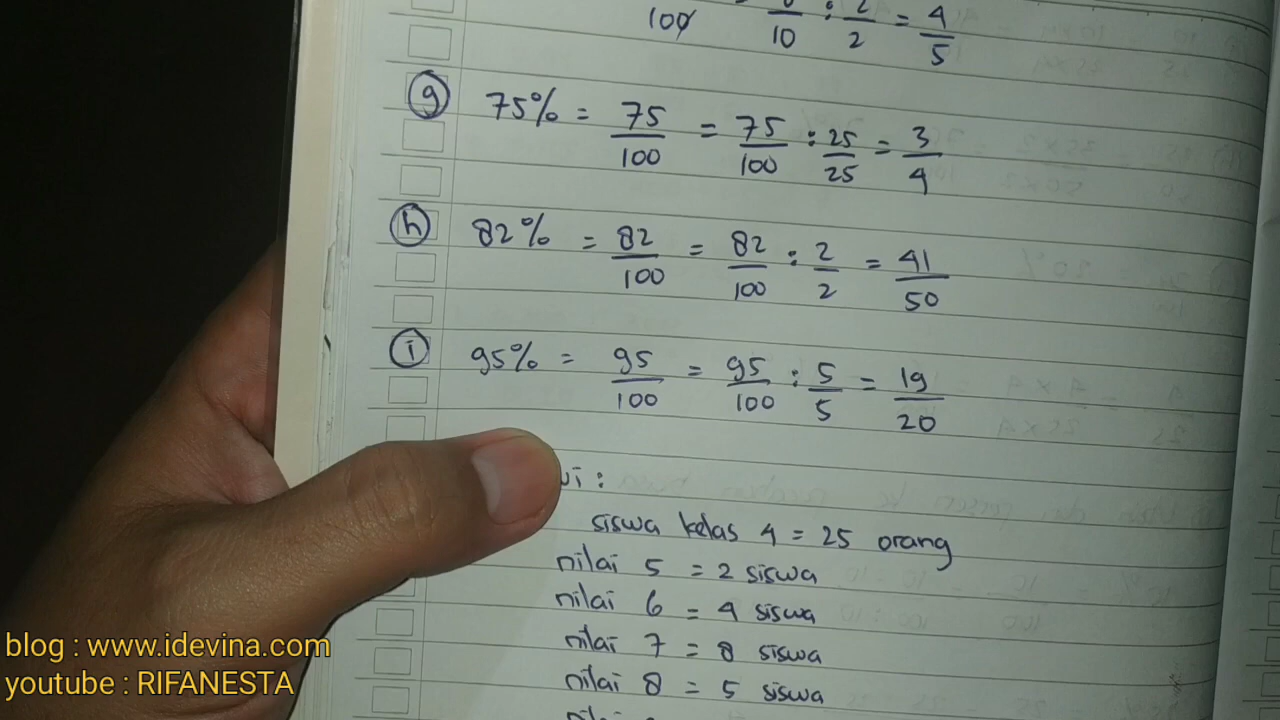 100 10 : 2/2 = 4/5
g 75% = 75/100 = 75/100 : 25/25 = 3/4
h 82% = 82/100 = 82/100 : 2/2 = 41/50
i 95% = 95/100 = 95/100 : 5/5 = 19/20
siswa kelas 4 = 25 orang
nilai 5 = 2 siswa
nilai 6 = 4 siswa
nilai 7 = 8 siswa
nilai 8 = 5 siswa
blog : www.idevina.com
youtube : RIFANESTA